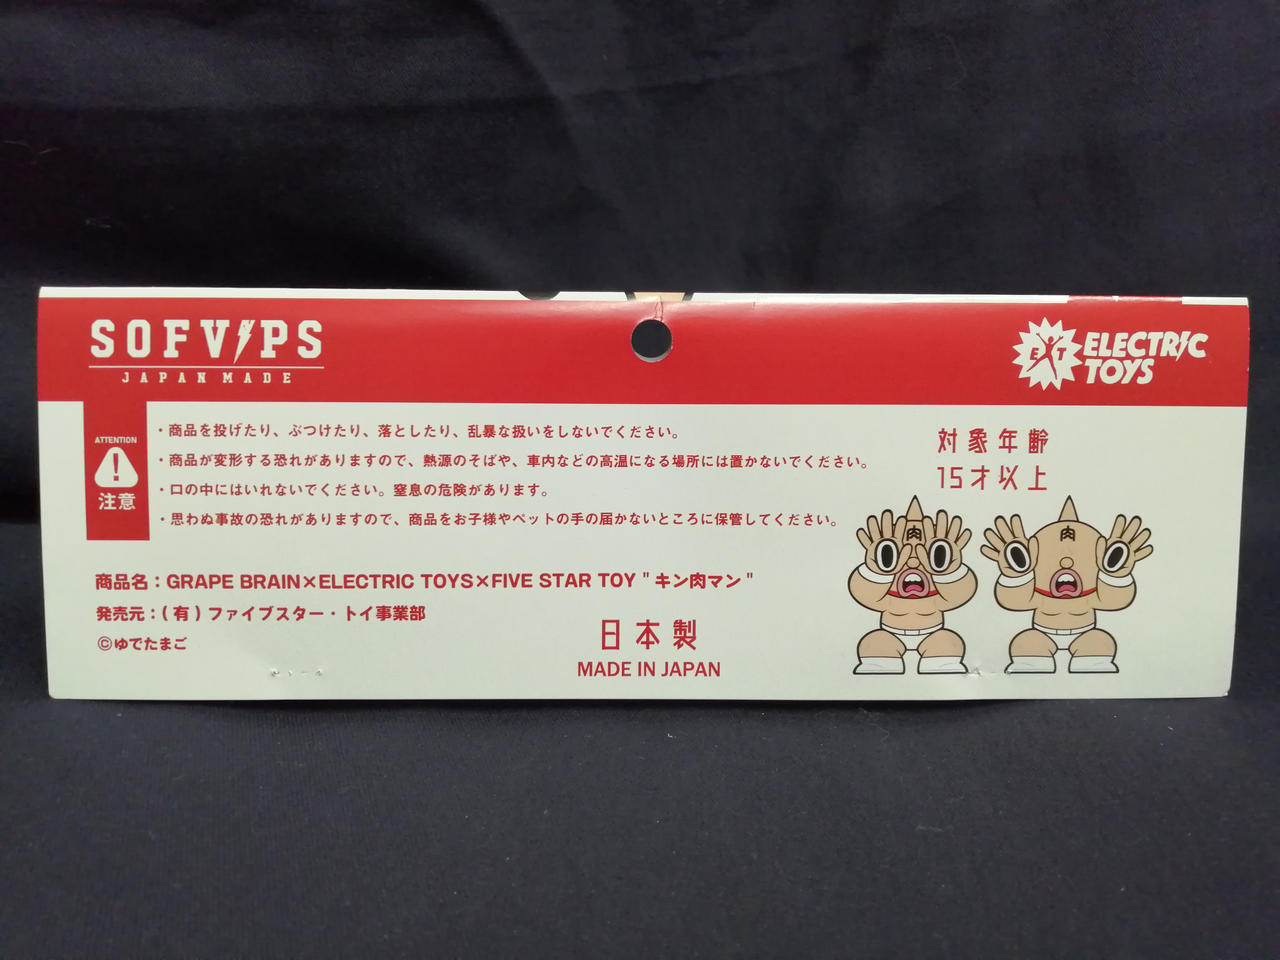 SOFVIPS
JAPAN MADE
EXT ELECTRIC
TOYS
ATTENTION
注意
・商品を投げたり、ぶつけたり、落としたり、乱暴な扱いをしないでください。
・商品が変形する恐れがありますので、熱源のそばや、車内などの高温になる場所には置かないでください。
・口の中にはいれないでください。窒息の危険があります。
・思わぬ事故の恐れがありますので、商品をお子様やペットの手の届かないところに保管してください。
対象年齢
15才以上
肉
肉
商品名：GRAPE BRAIN×ELECTRIC TOYS×FIVE STAR TOY "キン肉マン"
発売元：(有)ファイブスター・トイ事業部
©ゆでたまご
日本製
MADE IN JAPAN